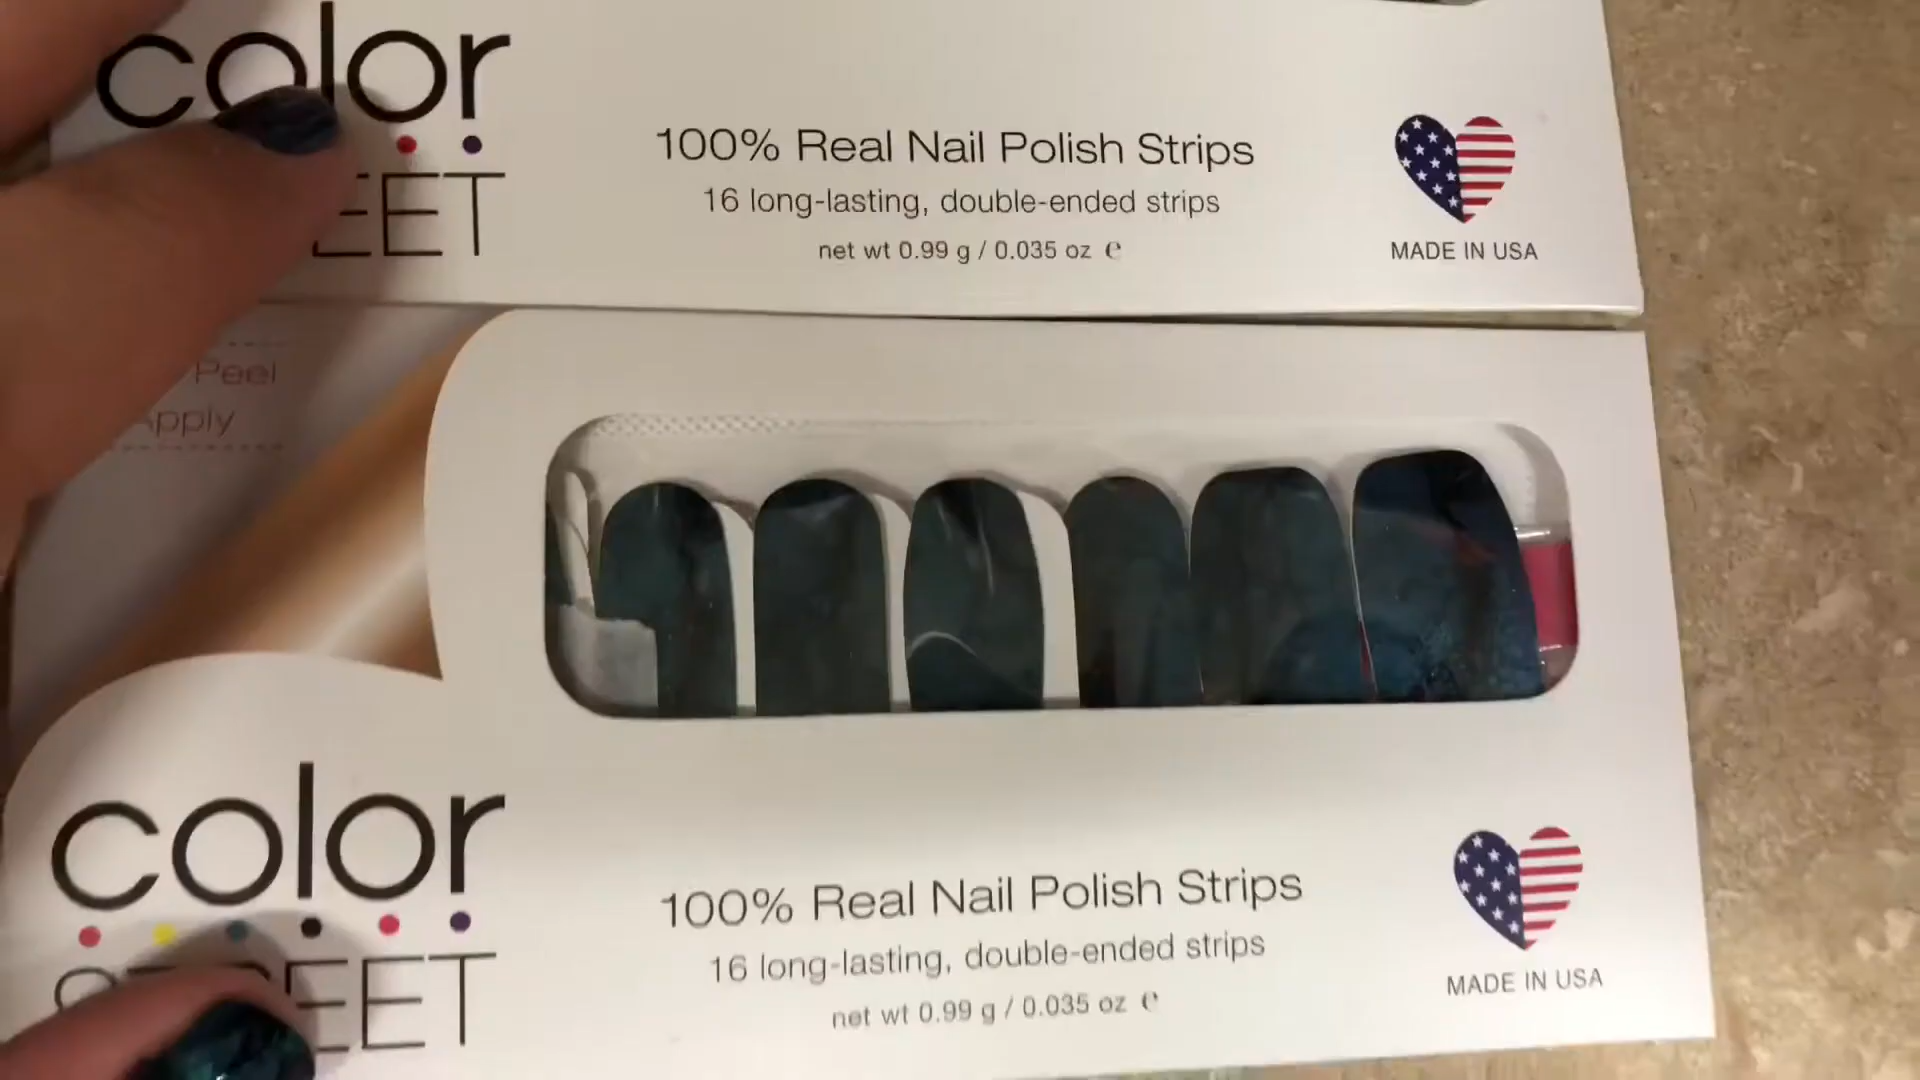 color
EET
100% Real Nail Polish Strips
16 long-lasting, double-ended strips
net wt 0.99 g / 0.035 oz ℮
MADE IN USA
Peel
Apply
color
STREET
100% Real Nail Polish Strips
16 long-lasting, double-ended strips
net wt 0.99 g / 0.035 oz ℮
MADE IN USA